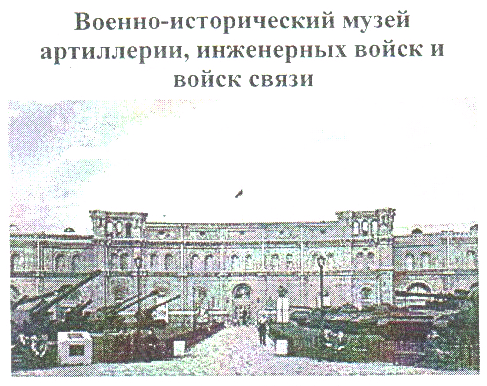 Военно-исторический музей
артиллерии, инженерных войск и
войск связи